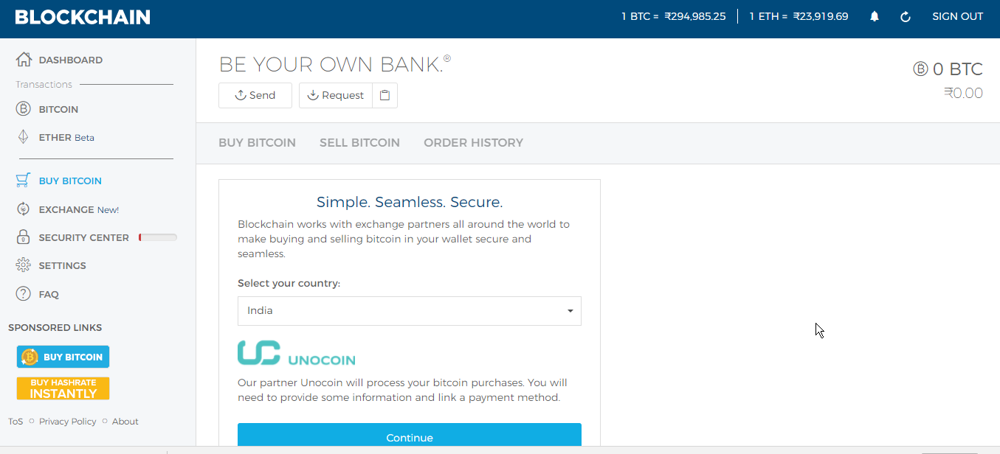 BLOCKCHAIN
1 BTC = ₹294,985.25 1 ETH = ₹23,919.69 SIGN OUT
DASHBOARD
Transactions
BITCOIN
ETHER Beta
BUY BITCOIN
EXCHANGE New!
SECURITY CENTER
SETTINGS
FAQ
SPONSORED LINKS
BUY BITCOIN
BUY HASHRATE
INSTANTLY
ToS Privacy Policy About
BE YOUR OWN BANK.®
Send Request
0 BTC
₹0.00
BUY BITCOIN SELL BITCOIN ORDER HISTORY
Simple. Seamless. Secure.
Blockchain works with exchange partners all around the world to
make buying and selling bitcoin in your wallet secure and
seamless.
Select your country:
India
UNOCOIN
Our partner Unocoin will process your bitcoin purchases. You will
need to provide some information and link a payment method.
Continue